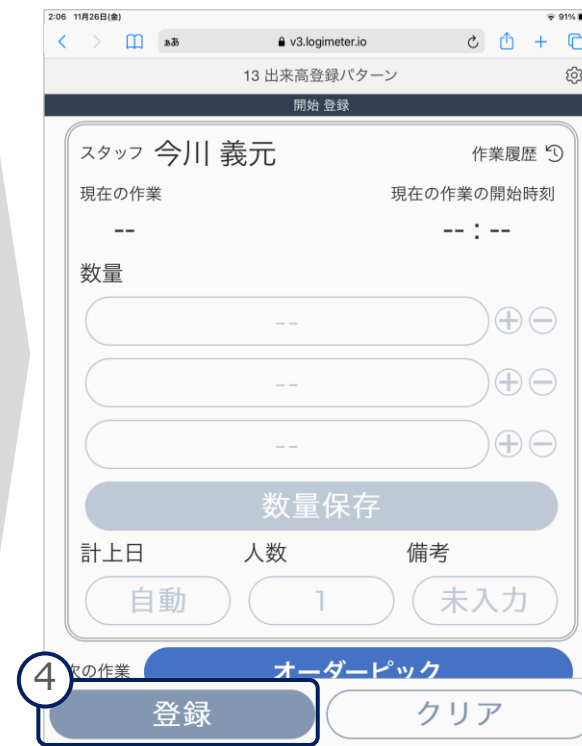 2:06 11月26日(金) 91%
ぁあ v3.logimeter.io
13 出来高登録パターン
開始 登録
スタッフ 今川 義元 作業履歴
現在の作業 現在の作業の開始時刻
-- -- : --
数量
--
--
--
数量保存
計上日 人数 備考
自動 1 未入力
次の作業 オーダーピック
4
登録 クリア